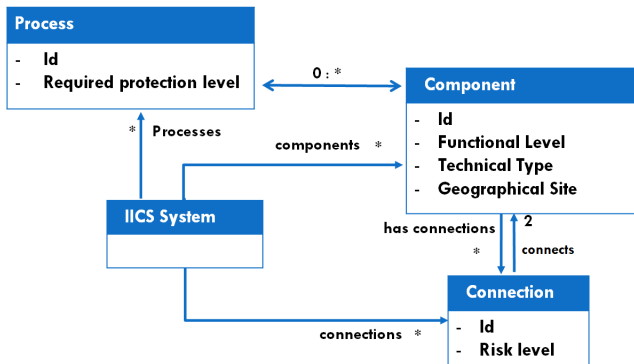 Process
- Id
- Required protection level
0 : *
Component
- Id
- Functional Level
- Technical Type
- Geographical Site
* Processes
components *
IICS System
has connections
*
2
connects
Connection
- Id
- Risk level
connections *